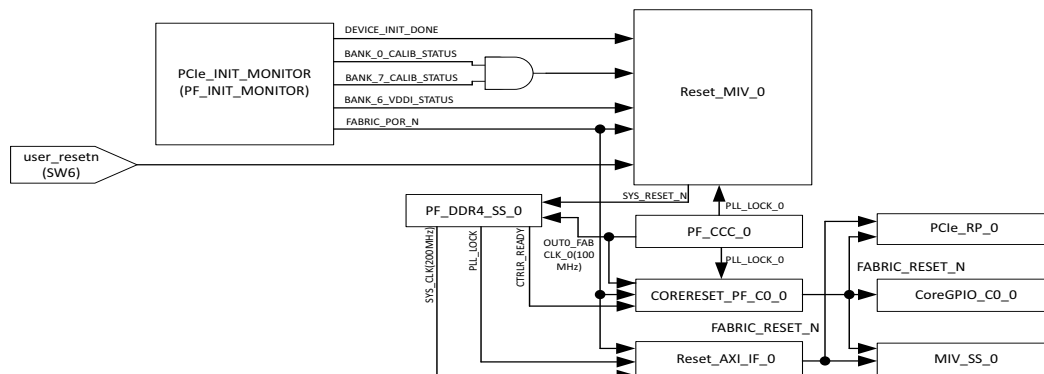 DEVICE_INIT_DONE
BANK_0_CALIB_STATUS
PCIe_INIT_MONITOR
(PF_INIT_MONITOR)
BANK_7_CALIB_STATUS
Reset_MIV_0
BANK_6_VDDI_STATUS
FABRIC_POR_N
user_resetn
(SW6)
SYS_RESET_N
PLL_LOCK_0
PF_DDR4_SS_0
PF_CCC_0
PCIe_RP_0
SYS_CLK(200MHz)
PLL_LOCK
CTRLR_READY
OUT0_FAB
CLK_0(100
MHz)
PLL_LOCK_0
FABRIC_RESET_N
CORERESET_PF_C0_0
CoreGPIO_C0_0
FABRIC_RESET_N
Reset_AXI_IF_0
MIV_SS_0